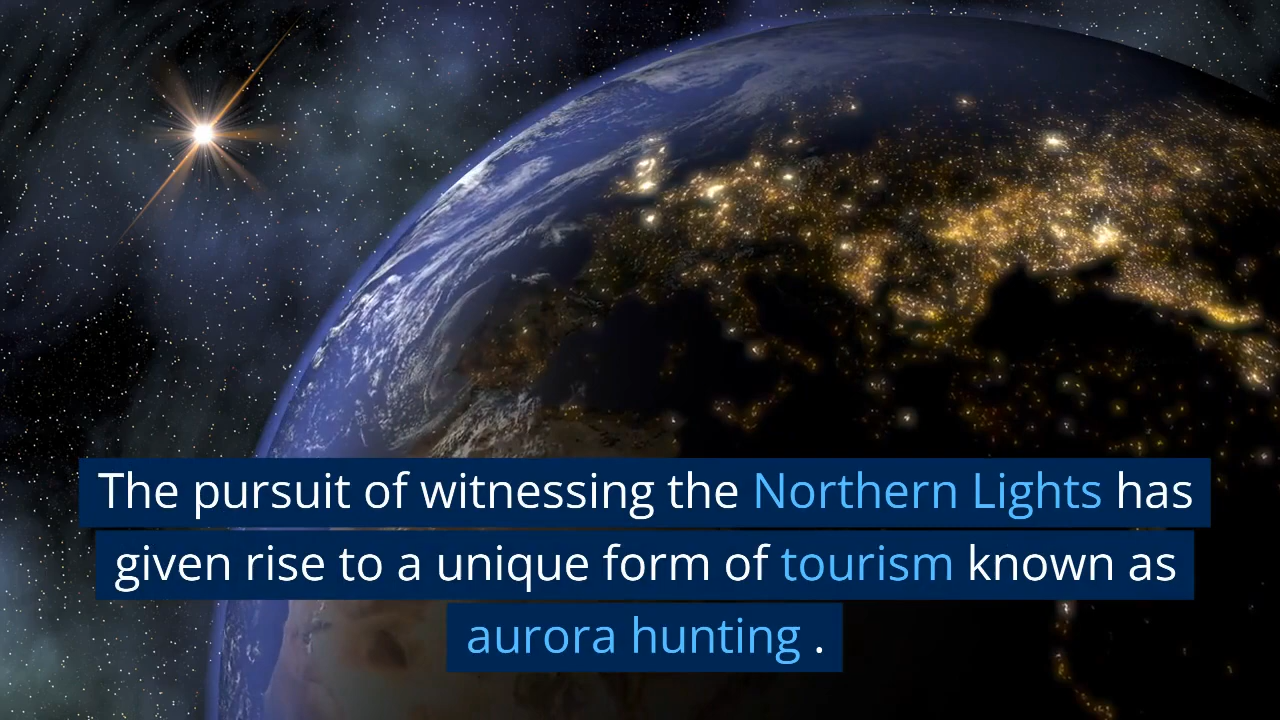 The pursuit of witnessing the Northern Lights has
given rise to a unique form of tourism known as
aurora hunting .